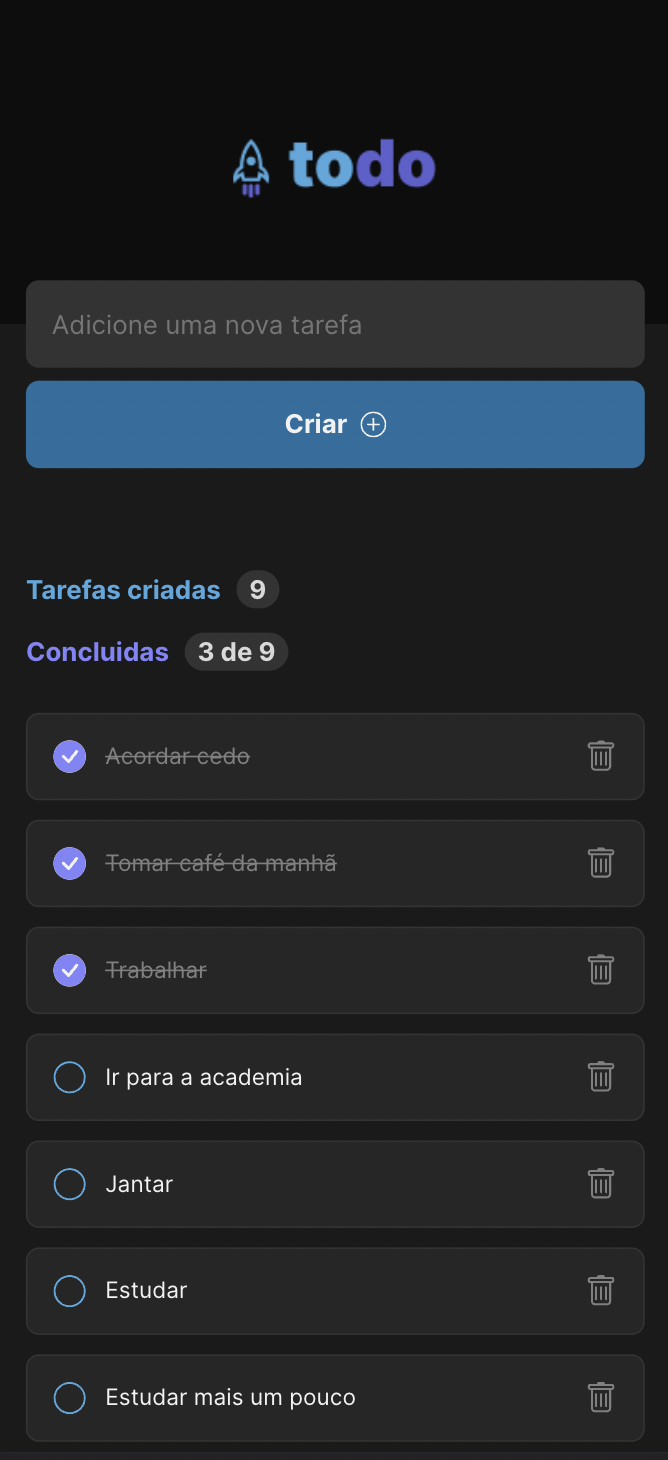 todo
Adicione uma nova tarefa
Criar
Tarefas criadas 9
Concluidas 3 de 9
Acordar cedo
Tomar café da manhã
Trabalhar
Ir para a academia
Jantar
Estudar
Estudar mais um pouco